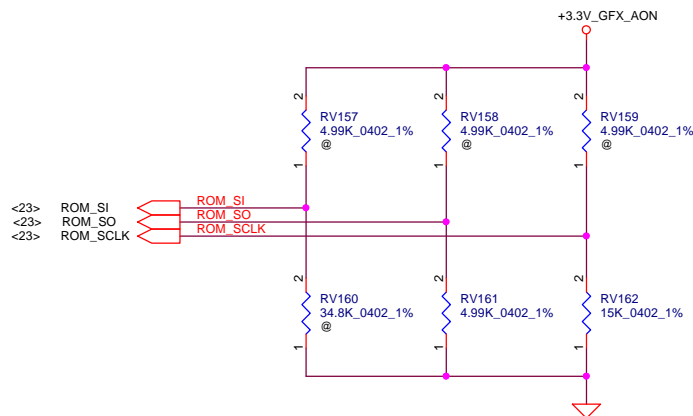 +3.3V_GFX_AON
2
2
2
RV157
4.99K_0402_1%
@
RV158
4.99K_0402_1%
@
RV159
4.99K_0402_1%
@
1
1
1
<23> ROM_SI ROM_SI
<23> ROM_SO ROM_SO
<23> ROM_SCLK ROM_SCLK
2
2
2
RV160
34.8K_0402_1%
@
RV161
4.99K_0402_1%
RV162
15K_0402_1%
1
1
1